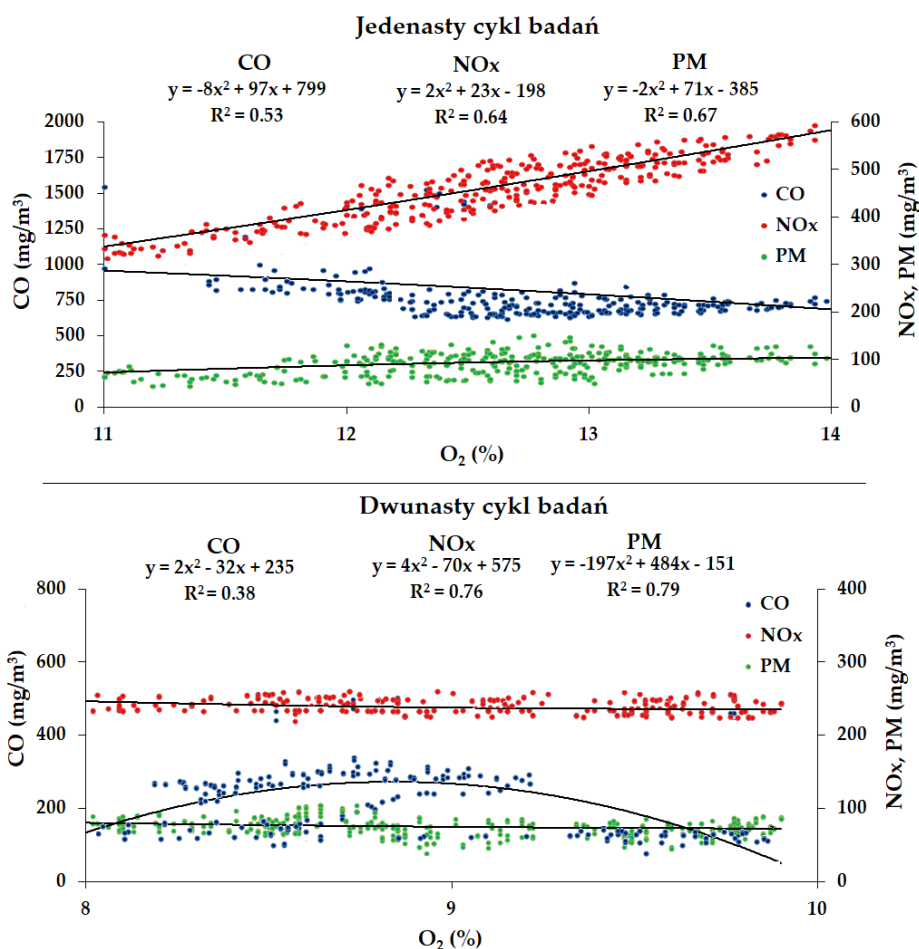 Jedenasty cykl badań
CO NOx PM
y = -8x² + 97x + 799 y = 2x² + 23x - 198 y = -2x² + 71x - 385
R² = 0.53 R² = 0.64 R² = 0.67
2000 600
1750 500
1500 400
1250
1000 300
750 200
500
250 100
0 0
CO
NOx
PM
CO (mg/m³)
NOx, PM (mg/m³)
11 12 13 14
O₂ (%)
Dwunasty cykl badań
CO NOx PM
y = 2x² - 32x + 235 y = 4x² - 70x + 575 y = -197x² + 484x - 151
R² = 0.38 R² = 0.76 R² = 0.79
800 400
600 300
400 200
200 100
0 0
CO
NOx
PM
CO (mg/m³)
NOx, PM (mg/m³)
8 9 10
O₂ (%)